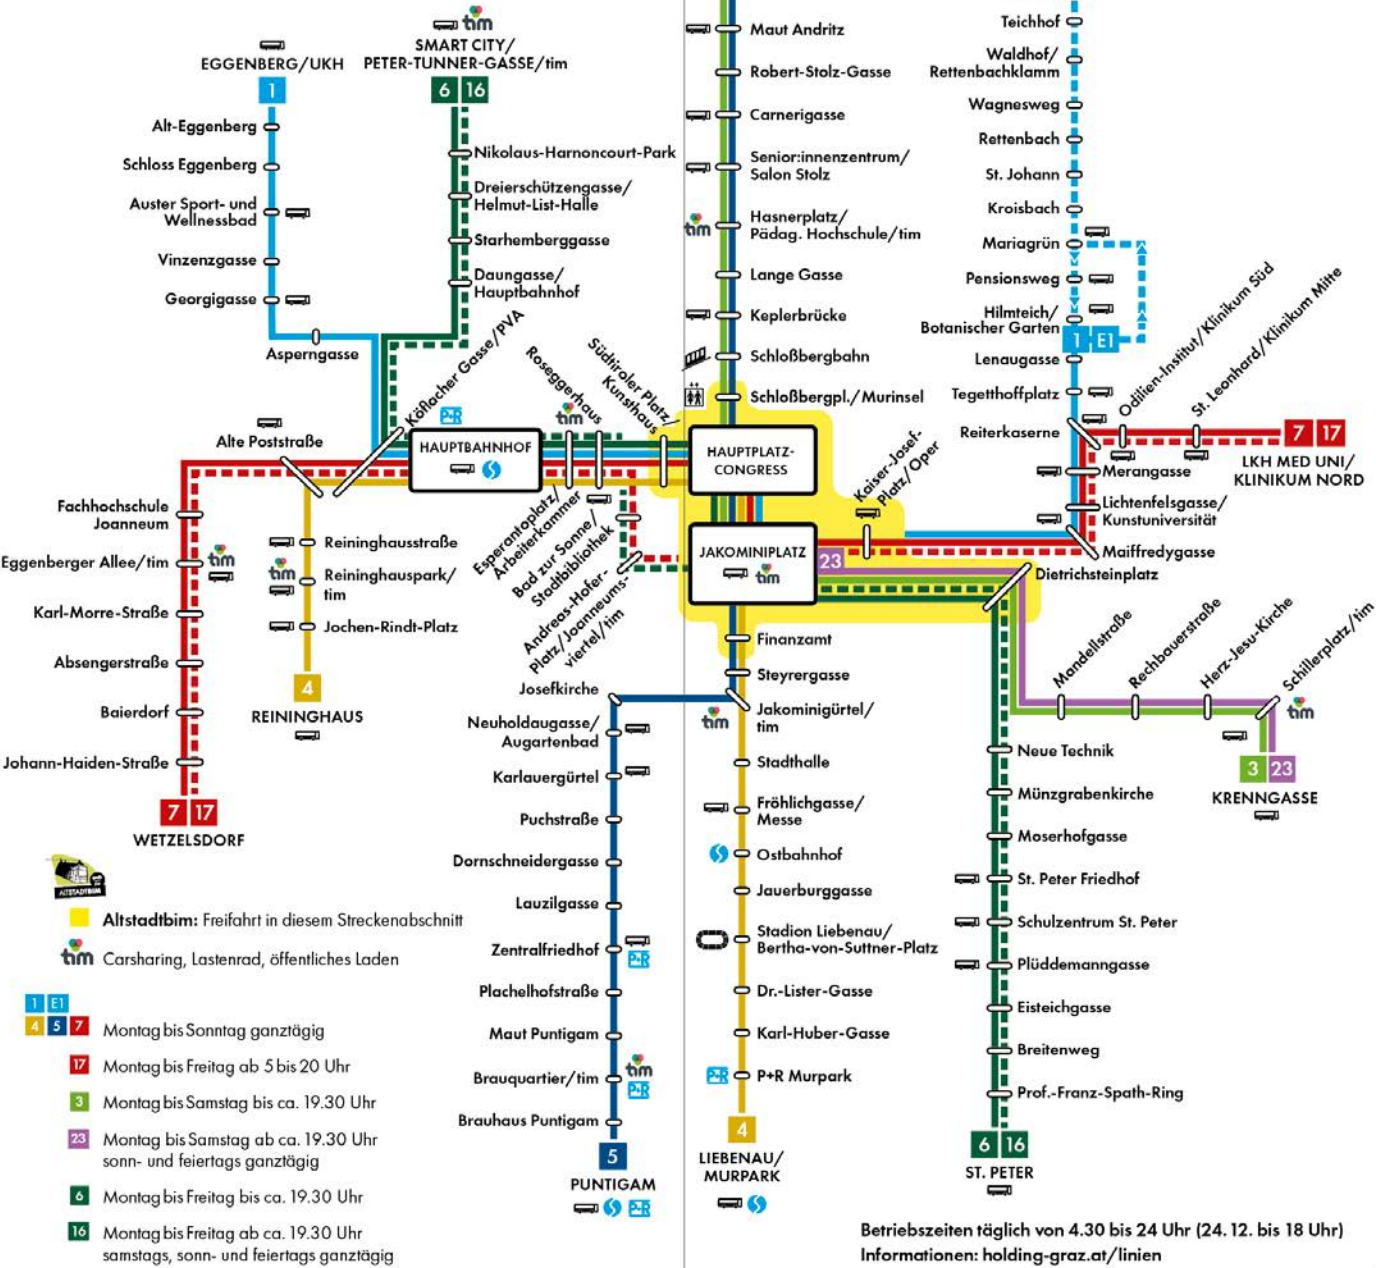 tim
SMART CITY/
PETER-TUNNER-GASSE/tim
6 16
EGGENBERG/UKH
1
Alt-Eggenberg
Schloss Eggenberg
Auster Sport- und
Wellnessbad
Vinzenzgasse
Georgigasse
Asperngasse
Nikolaus-Harnoncourt-Park
Dreierschützengasse/
Helmut-List-Halle
Starhemberggasse
Daungasse/
Hauptbahnhof
Köflacher Gasse/PVA
P+R
HAUPTBAHNHOF
S
tim
Roseggerhaus
Südtiroler Platz/
Kunsthaus
Esperantoplatz/
Arbeiterkammer
Bad zur Sonne/
Stadtbibliothek
Andreas-Hofer-
Platz/Joanneums-
viertel/tim
Alte Poststraße
Fachhochschule
Joanneum
Eggenberger Allee/tim
tim
Karl-Morre-Straße
Absengerstraße
Baierdorf
Johann-Haiden-Straße
7 17
WETZELSDORF
Reininghausstraße
tim
Reininghauspark/
tim
Jochen-Rindt-Platz
4
REININGHAUS
Maut Andritz
Robert-Stolz-Gasse
Carnerigasse
Senior:innenzentrum/
Salon Stolz
tim
Hasnerplatz/
Pädag. Hochschule/tim
Lange Gasse
Keplerbrücke
Schloßbergbahn
Schloßbergpl./Murinsel
HAUPTPLATZ-
CONGRESS
JAKOMINIPLATZ
tim
23
Kaiser-Josef-
Platz/Oper
Teichhof
Waldhof/
Rettenbachklamm
Wagnesweg
Rettenbach
St. Johann
Kroisbach
Mariagrün
Pensionsweg
Hilmteich/
Botanischer Garten
1 E1
Lenaugasse
Tegetthoffplatz
Reiterkaserne
Odilien-Institut/Klinikum Süd
St. Leonhard/Klinikum Mitte
7 17
LKH MED UNI/
KLINIKUM NORD
Merangasse
Lichtenfelsgasse/
Kunstuniversität
Maiffredygasse
Dietrichsteinplatz
Mandellstraße
Rechbauerstraße
Herz-Jesu-Kirche
Schillerplatz/tim
tim
3 23
KRENNGASSE
Neue Technik
Münzgrabenkirche
Moserhofgasse
St. Peter Friedhof
Schulzentrum St. Peter
Plüddemanngasse
Eisteichgasse
Breitenweg
Prof.-Franz-Spath-Ring
6 16
ST. PETER
Finanzamt
Steyrergasse
tim
Jakominigürtel/
tim
Stadthalle
Fröhlichgasse/
Messe
S
Ostbahnhof
Jauerburggasse
Stadion Liebenau/
Bertha-von-Suttner-Platz
Dr.-Lister-Gasse
Karl-Huber-Gasse
P+R
P+R Murpark
4
LIEBENAU/
MURPARK
S
Josefkirche
Neuholdaugasse/
Augartenbad
Karlauergürtel
Puchstraße
Dornschneidergasse
Lauzilgasse
Zentralfriedhof
P+R
Plachelhofstraße
Maut Puntigam
Brauquartier/tim
tim
P+R
Brauhaus Puntigam
5
PUNTIGAM
S P+R
ALTSTADTBIM
Altstadtbim: Freifahrt in diesem Streckenabschnitt
tim Carsharing, Lastenrad, öffentliches Laden
1 E1
4 5 7 Montag bis Sonntag ganztägig
17 Montag bis Freitag ab 5 bis 20 Uhr
3 Montag bis Samstag bis ca. 19.30 Uhr
23 Montag bis Samstag ab ca. 19.30 Uhr
sonn- und feiertags ganztägig
6 Montag bis Freitag bis ca. 19.30 Uhr
16 Montag bis Freitag ab ca. 19.30 Uhr
samstags, sonn- und feiertags ganztägig
Betriebszeiten täglich von 4.30 bis 24 Uhr (24.12. bis 18 Uhr)
Informationen: holding-graz.at/linien